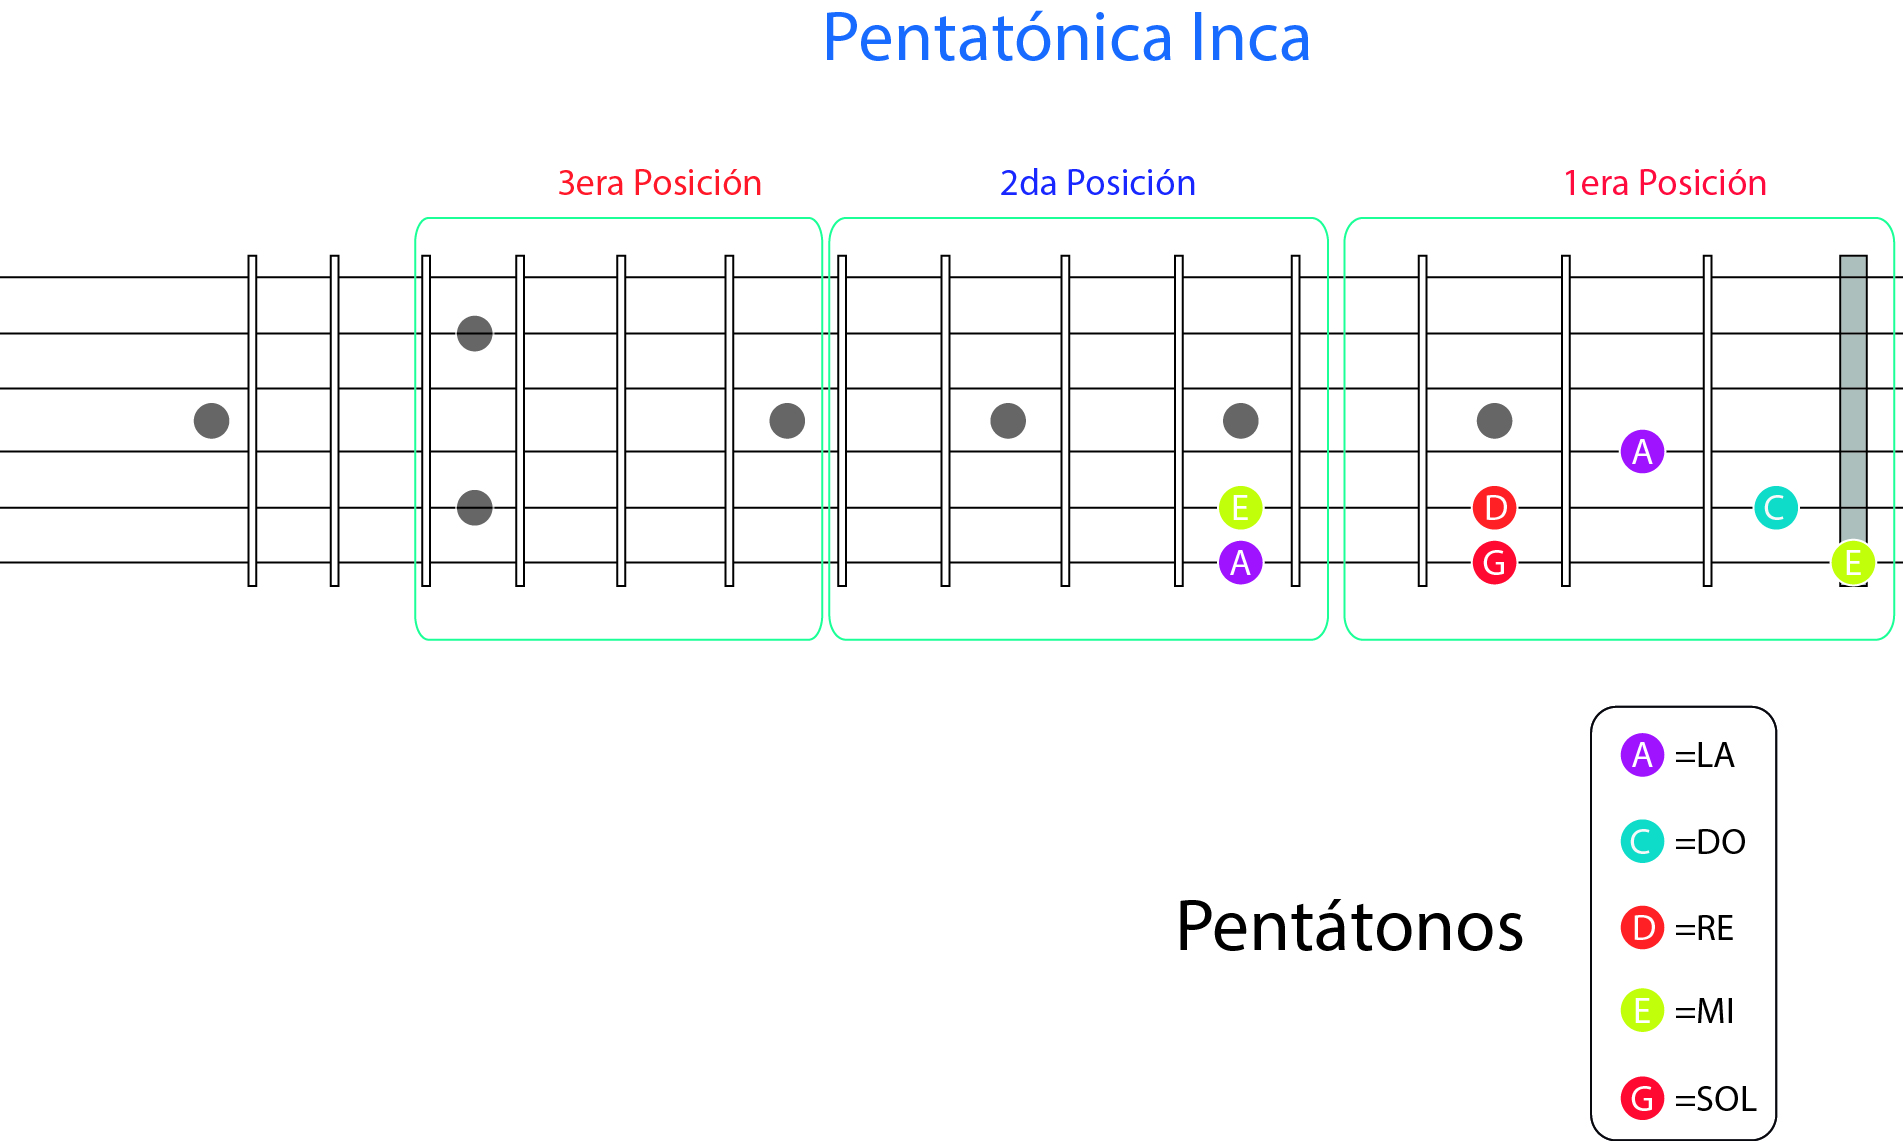 Pentatónica Inca
3era Posición
2da Posición
1era Posición
A
E
D
C
A
G
E
A =LA
C =DO
D =RE
Pentátonos
E =MI
G =SOL